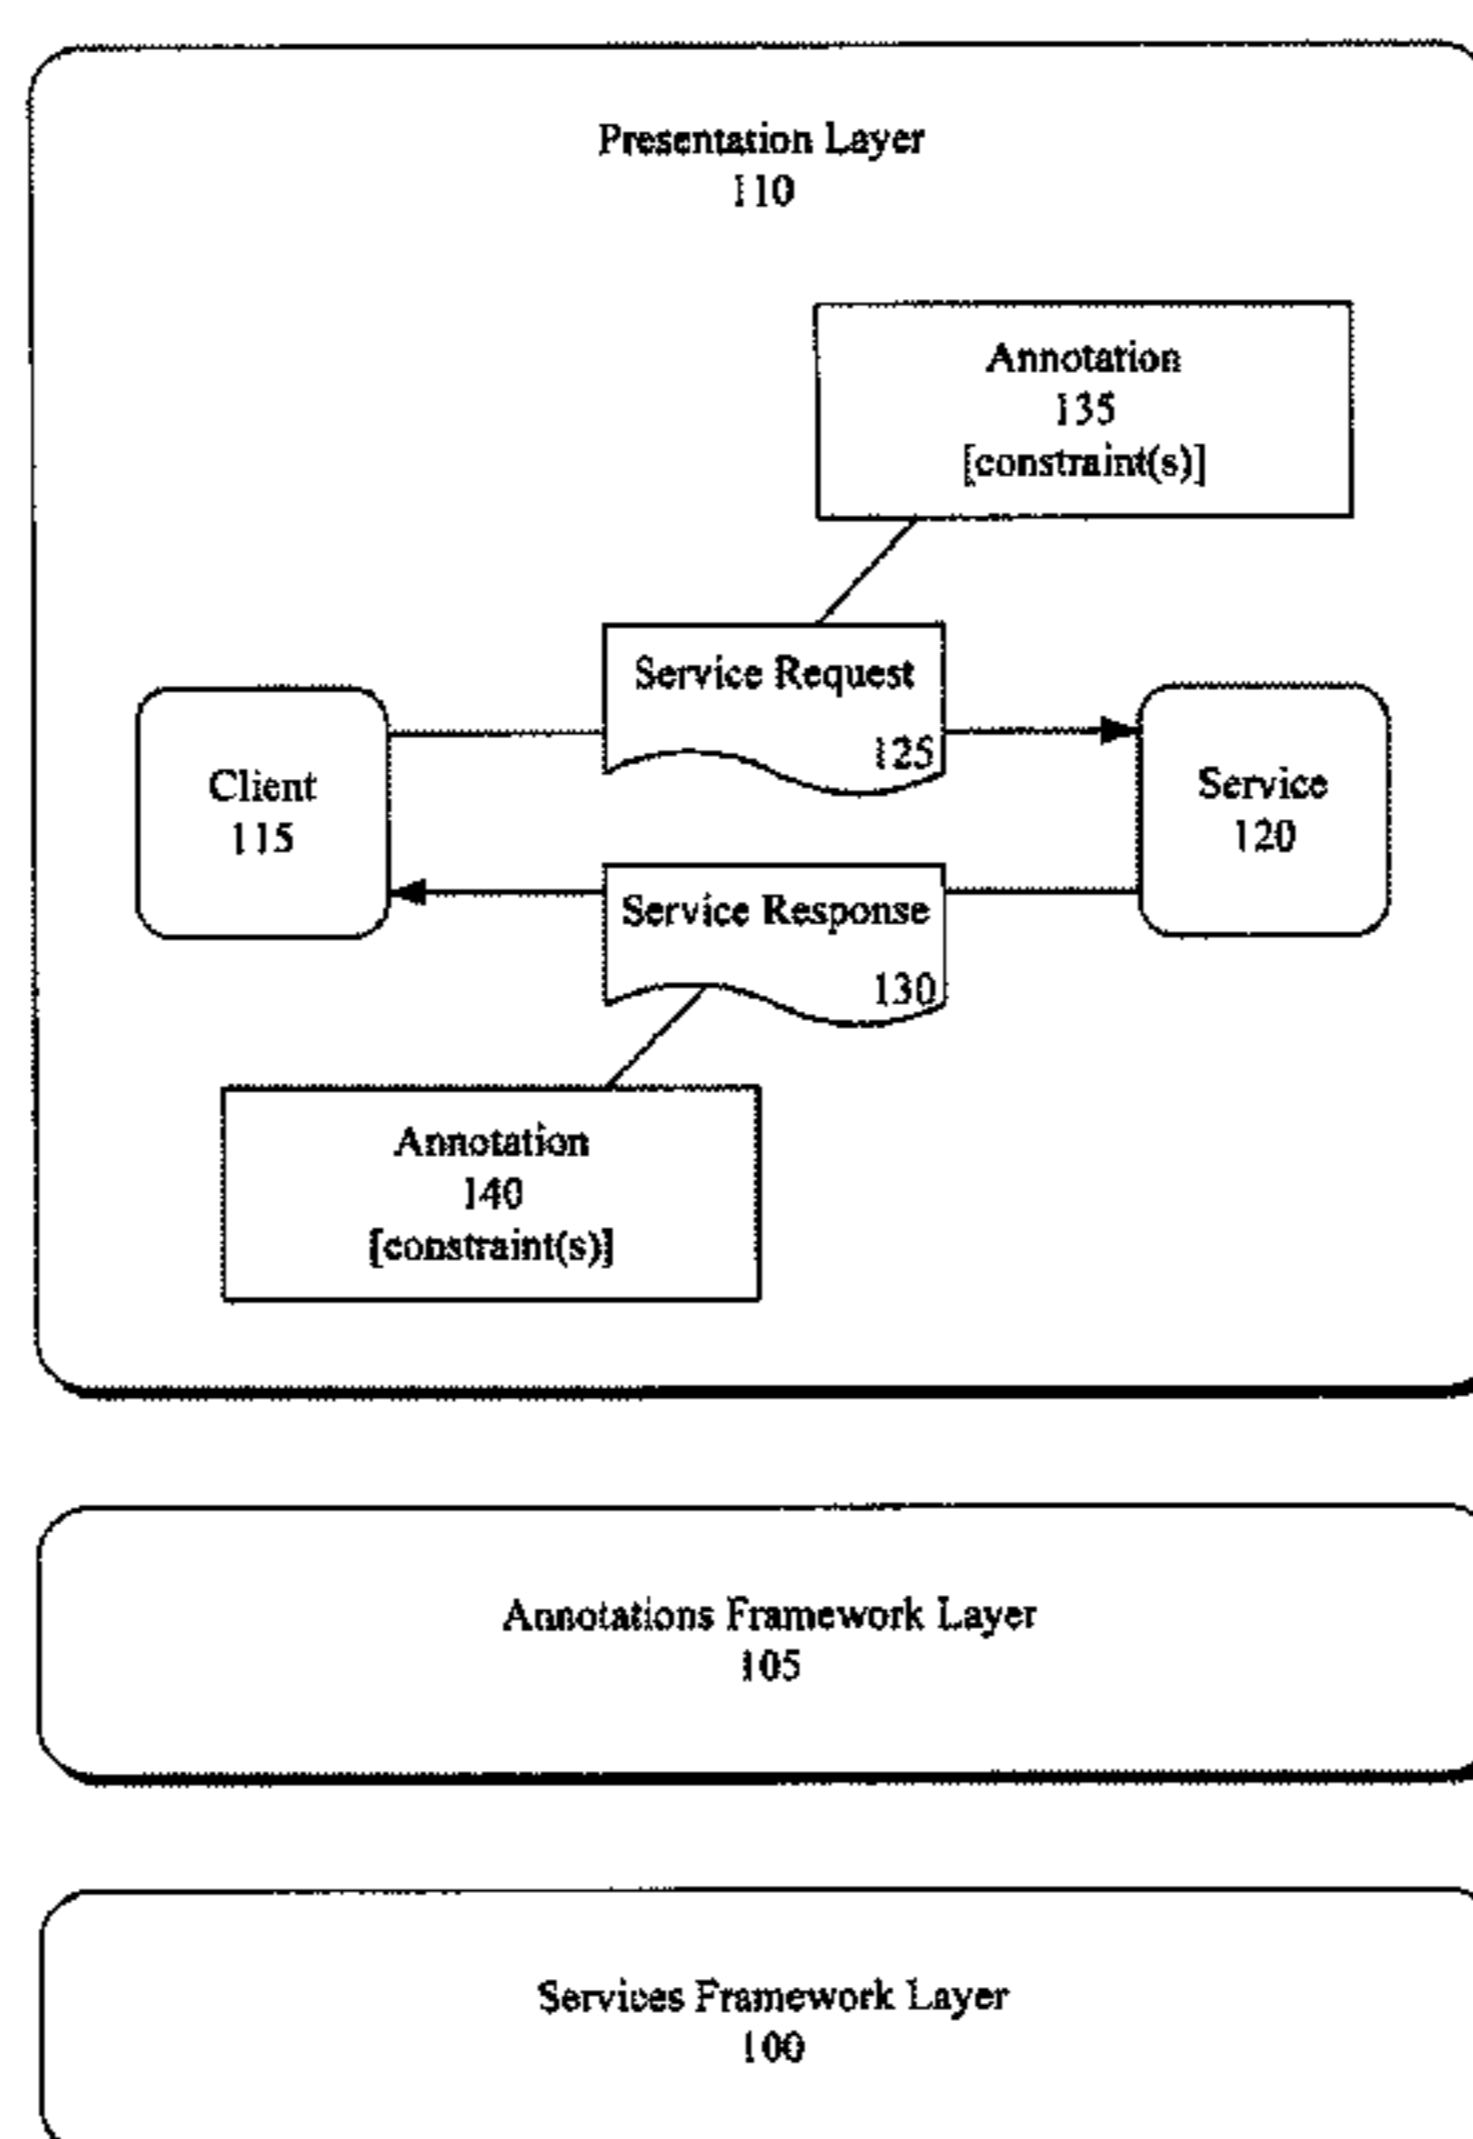 Presentation Layer
110
Annotation
135
[constraint(s)]
Service Request
125
Client
115
Service
120
Service Response
130
Annotation
140
[constraint(s)]
Annotations Framework Layer
105
Services Framework Layer
100